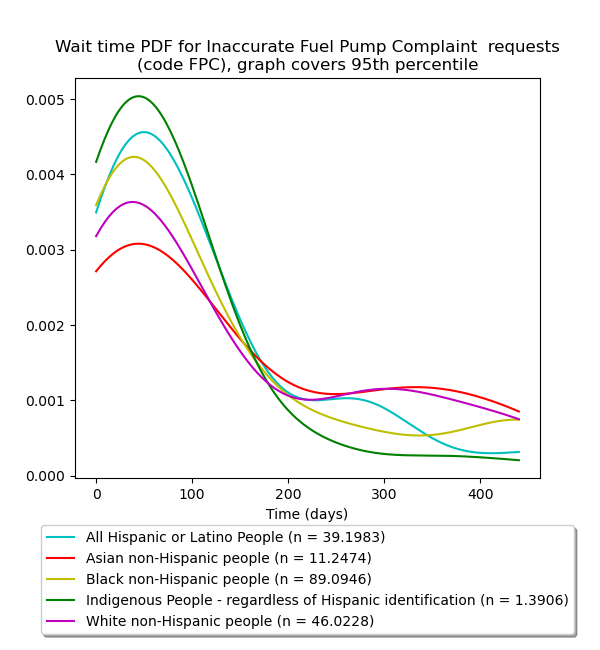 Wait time PDF for Inaccurate Fuel Pump Complaint  requests
(code FPC), graph covers 95th percentile
0.005
0.004
0.003
0.002
0.001
0.000
0 100 200 300 400
Time (days)
All Hispanic or Latino People (n = 39.1983)
Asian non-Hispanic people (n = 11.2474)
Black non-Hispanic people (n = 89.0946)
Indigenous People - regardless of Hispanic identification (n = 1.3906)
White non-Hispanic people (n = 46.0228)